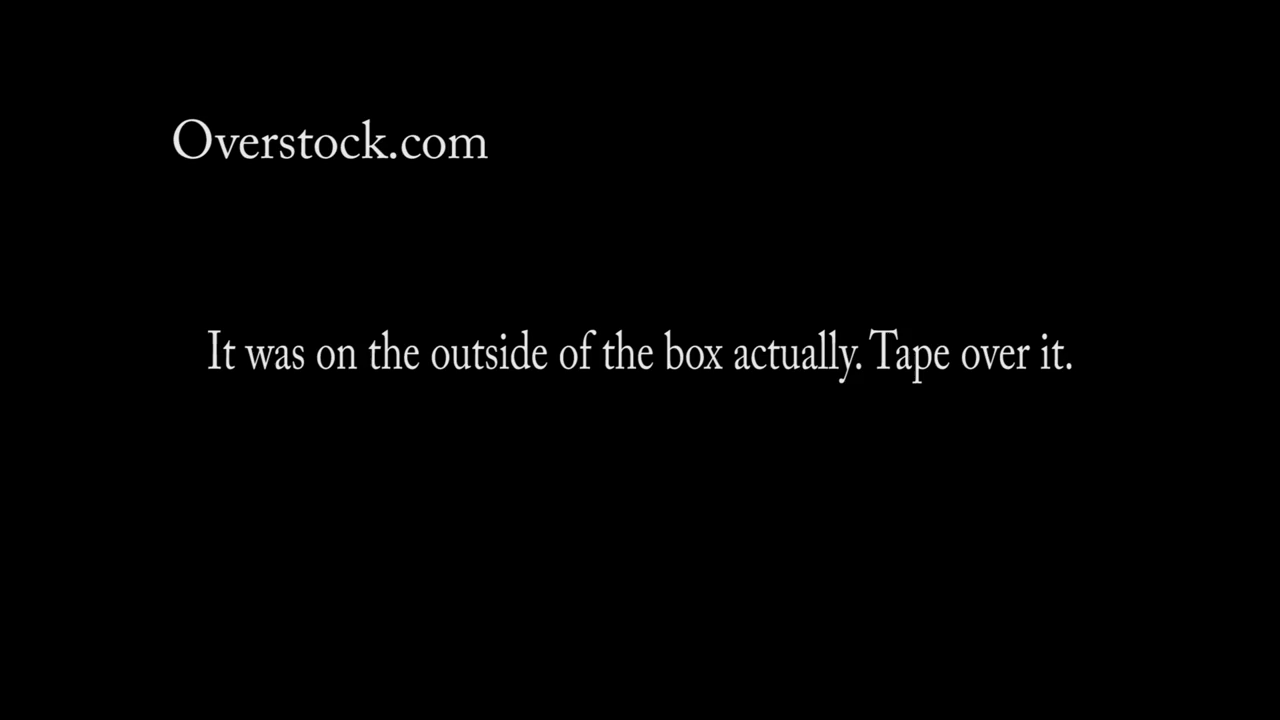 Overstock.com
It was on the outside of the box actually. Tape over it.